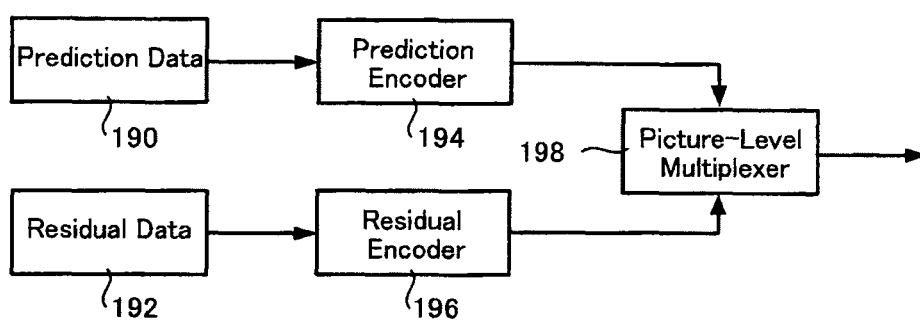 Prediction Data
190
Prediction
Encoder
194
198
Picture-Level
Multiplexer
Residual Data
192
Residual
Encoder
196